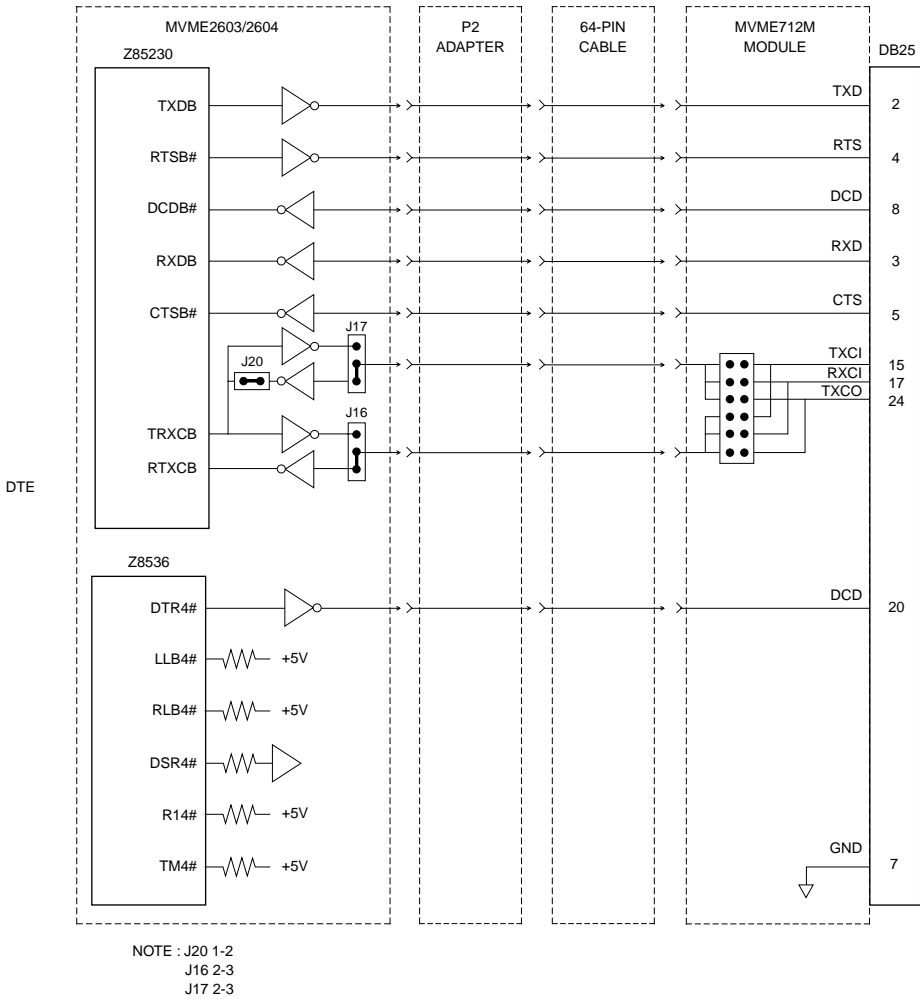 MVME2603/2604
P2
ADAPTER
64-PIN
CABLE
MVME712M
MODULE
DB25
Z85230
TXDB
TXD
2
RTSB#
RTS
4
DCDB#
DCD
8
RXDB
RXD
3
CTSB#
CTS
5
J17
J20
TXCI
15
RXCI
17
TXCO
24
J16
TRXCB
RTXCB
DTE
Z8536
DTR4#
DCD
20
LLB4#
+5V
RLB4#
+5V
DSR4#
R14#
+5V
TM4#
+5V
GND
7
NOTE : J20 1-2
J16 2-3
J17 2-3